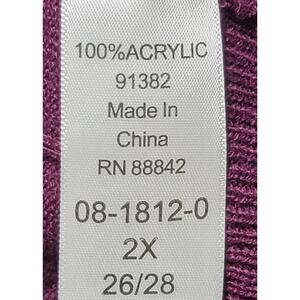 100%ACRYLIC
91382
Made In
China
RN 88842
08-1812-0
2X
26/28